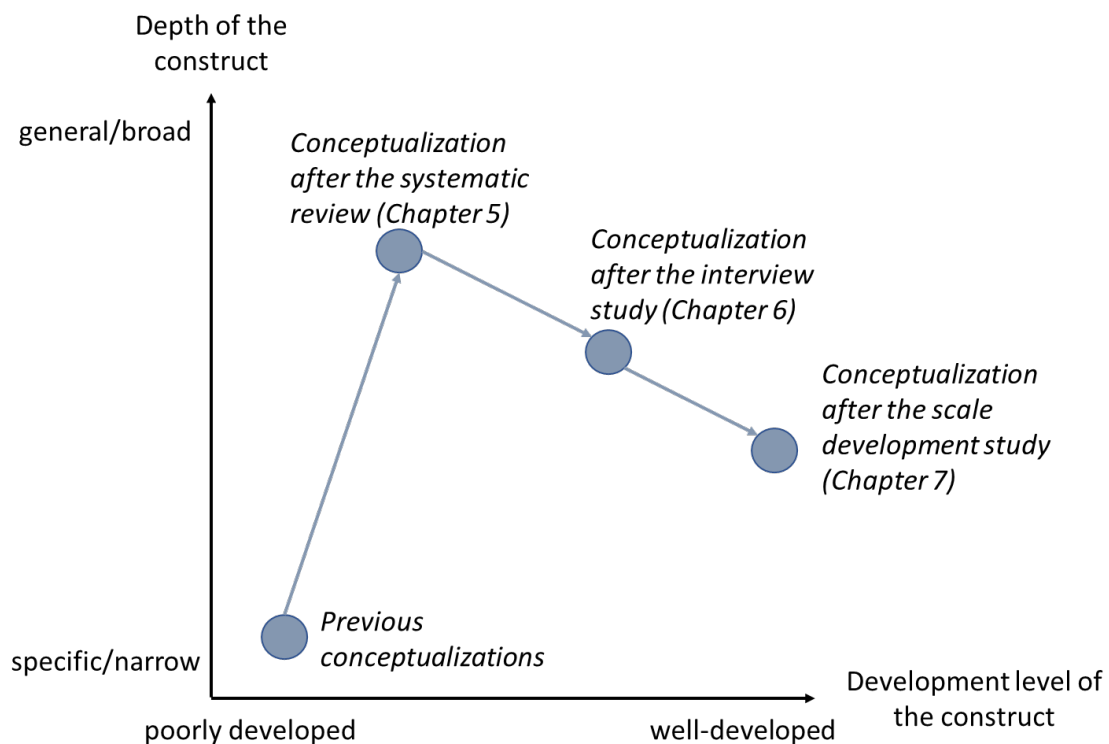 Depth of the
construct
general/broad
Conceptualization
after the systematic
review (Chapter 5)
Conceptualization
after the interview
study (Chapter 6)
Conceptualization
after the scale
development study
(Chapter 7)
Previous
conceptualizations
specific/narrow
Development level of
the construct
poorly developed
well-developed